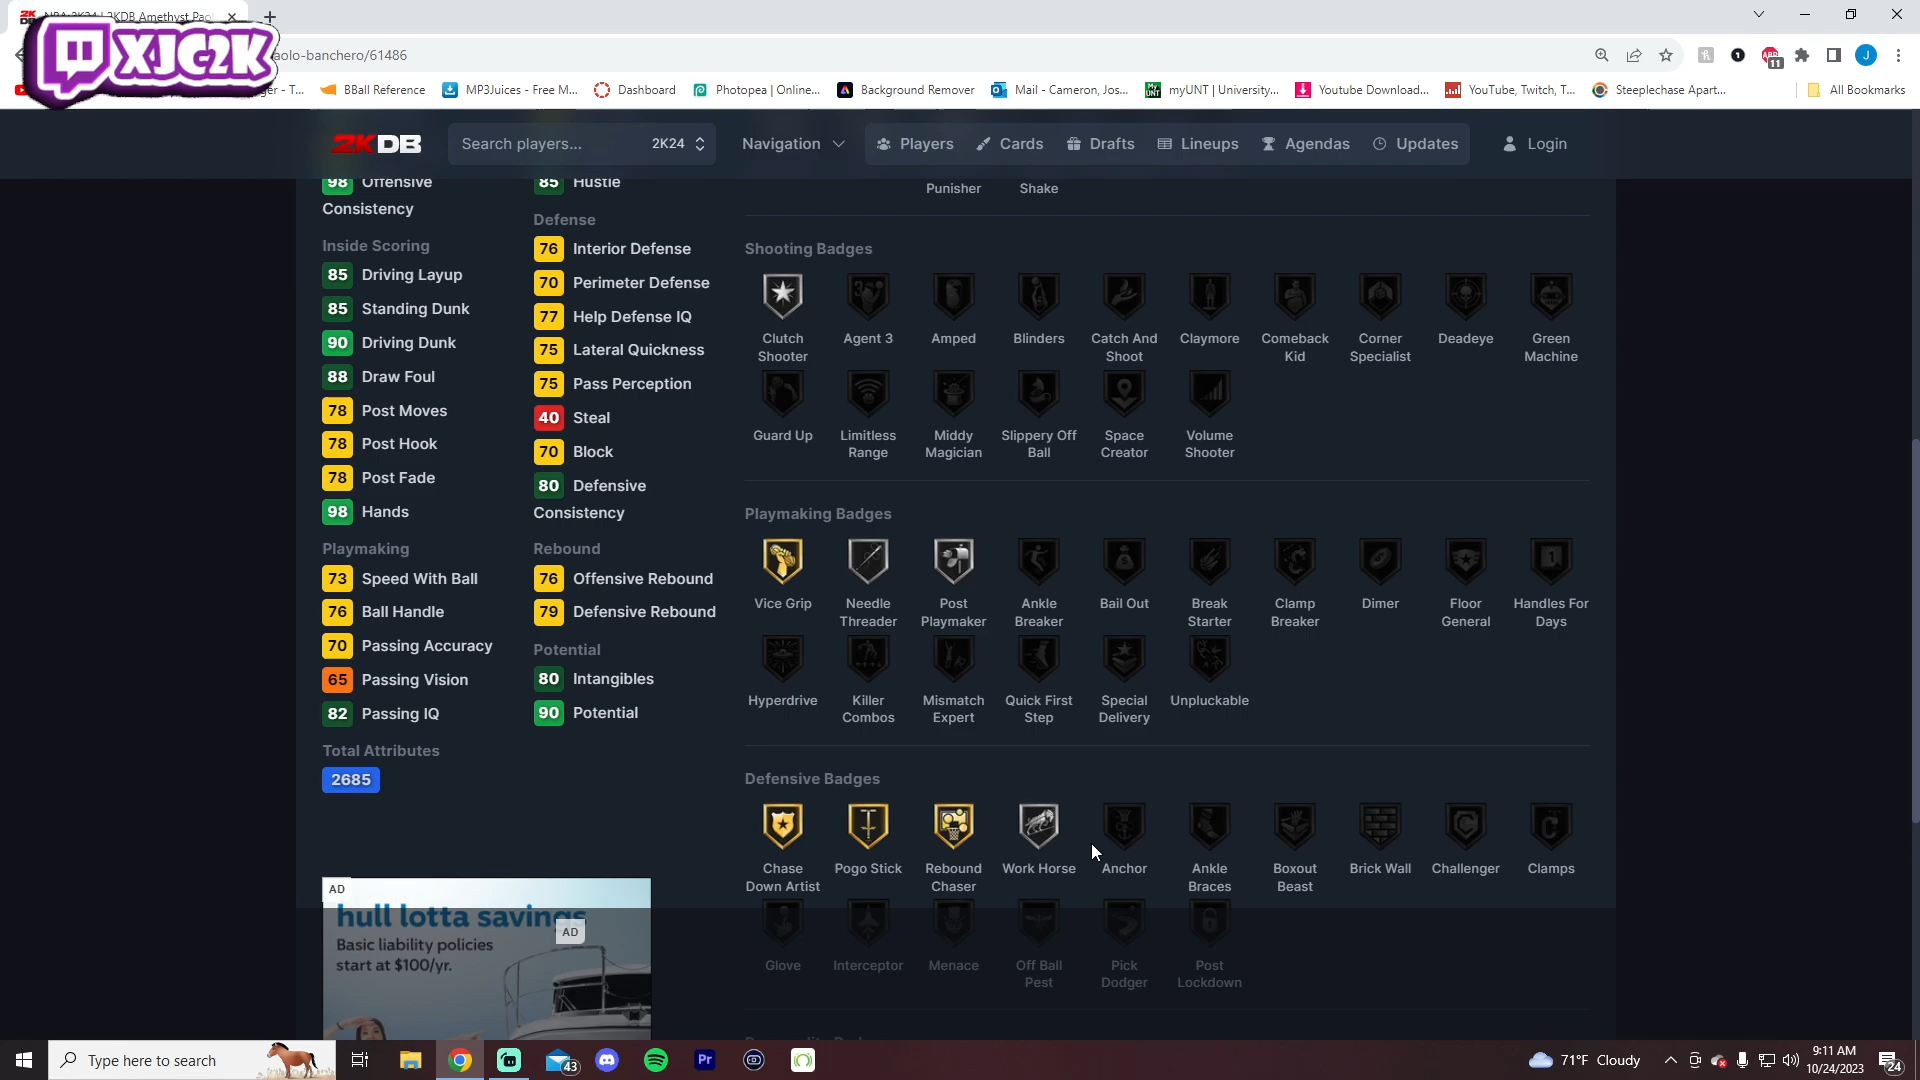 XJC2K
NBA 2K24 | 2KDB Amethyst Pao
aolo-banchero/61486
BBall Reference
MP3Juices - Free M...
Dashboard
Photopea | Online...
Background Remover
Mail - Cameron, Jos...
myUNT | University...
Youtube Download...
YouTube, Twitch, T...
Steeplechase Apart...
All Bookmarks
2KDB
Search players...
2K24
Navigation
Players
Cards
Drafts
Lineups
Agendas
Updates
Login
98 Offensive
Consistency
Inside Scoring
85 Driving Layup
85 Standing Dunk
90 Driving Dunk
88 Draw Foul
78 Post Moves
78 Post Hook
78 Post Fade
98 Hands
Playmaking
73 Speed With Ball
76 Ball Handle
70 Passing Accuracy
65 Passing Vision
82 Passing IQ
Total Attributes
2685
85 Hustle
Defense
76 Interior Defense
70 Perimeter Defense
77 Help Defense IQ
75 Lateral Quickness
75 Pass Perception
40 Steal
70 Block
80 Defensive
Consistency
Rebound
76 Offensive Rebound
79 Defensive Rebound
Potential
80 Intangibles
90 Potential
Punisher
Shake
Shooting Badges
Clutch
Shooter
Agent 3
Amped
Blinders
Catch And
Shoot
Claymore
Comeback
Kid
Corner
Specialist
Deadeye
Green
Machine
Guard Up
Limitless
Range
Middy
Magician
Slippery Off
Ball
Space
Creator
Volume
Shooter
Playmaking Badges
Vice Grip
Needle
Threader
Post
Playmaker
Ankle
Breaker
Bail Out
Break
Starter
Clamp
Breaker
Dimer
Floor
General
Handles For
Days
Hyperdrive
Killer
Combos
Mismatch
Expert
Quick First
Step
Special
Delivery
Unpluckable
Defensive Badges
Chase
Down Artist
Pogo Stick
Rebound
Chaser
Work Horse
Anchor
Ankle
Braces
Boxout
Beast
Brick Wall
Challenger
Clamps
Glove
Interceptor
Menace
Off Ball
Pest
Pick
Dodger
Post
Lockdown
AD
hull lotta savings
AD
Basic liability policies
start at $100/yr.
Type here to search
43
71°F Cloudy
9:11 AM
10/24/2023
24